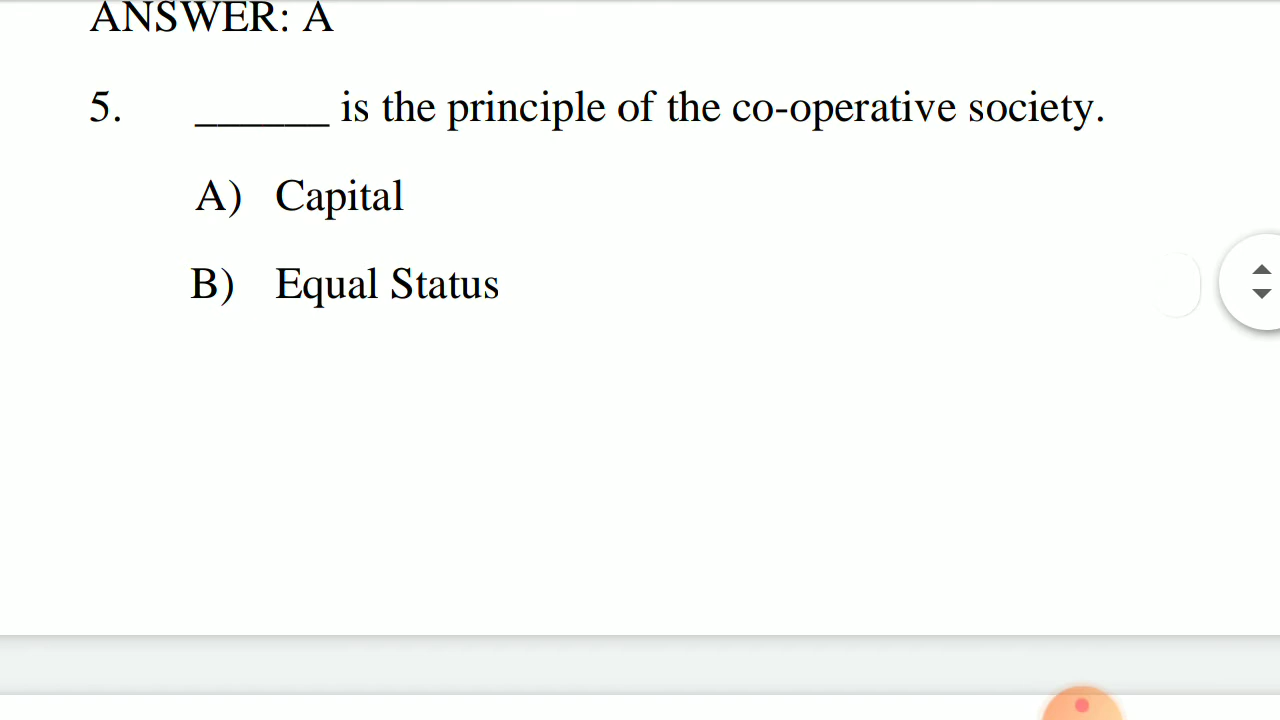 ANSWER: A
5. ______ is the principle of the co-operative society.
A) Capital
B) Equal Status